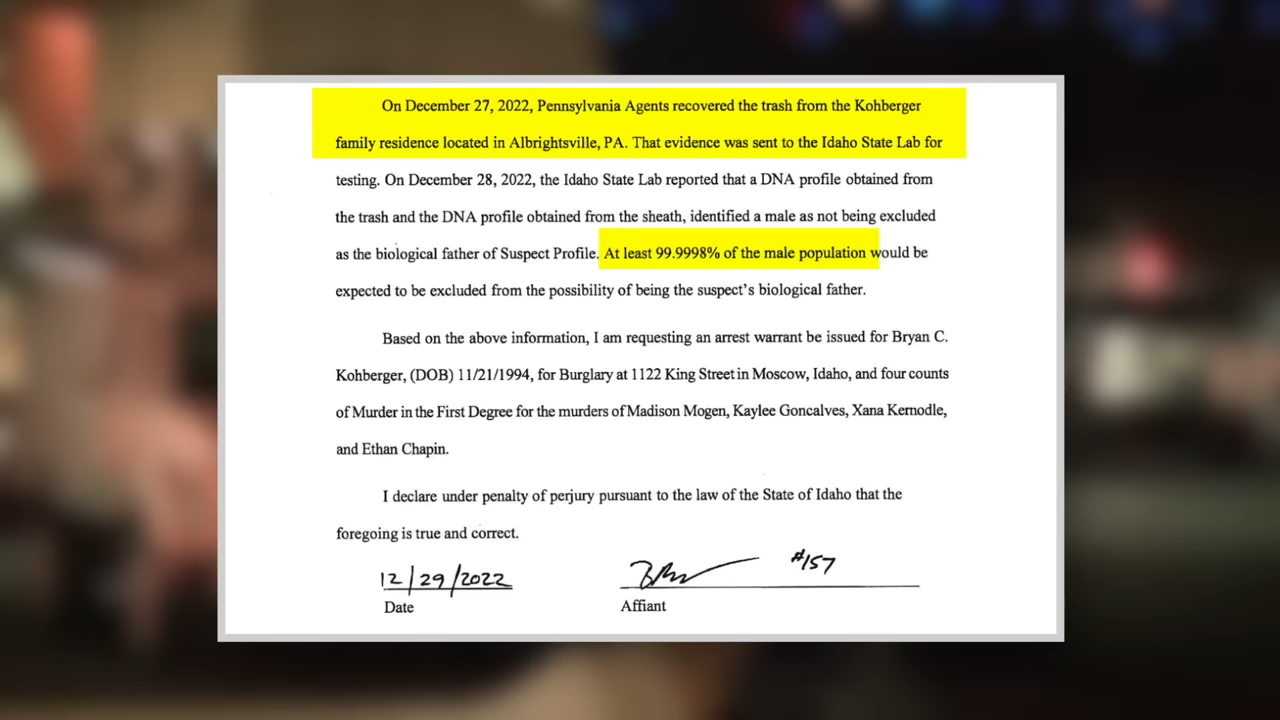 On December 27, 2022, Pennsylvania Agents recovered the trash from the Kohberger
family residence located in Albrightsville, PA. That evidence was sent to the Idaho State Lab for
testing. On December 28, 2022, the Idaho State Lab reported that a DNA profile obtained from
the trash and the DNA profile obtained from the sheath, identified a male as not being excluded
as the biological father of Suspect Profile. At least 99.9998% of the male population would be
expected to be excluded from the possibility of being the suspect's biological father.
Based on the above information, I am requesting an arrest warrant be issued for Bryan C.
Kohberger, (DOB) 11/21/1994, for Burglary at 1122 King Street in Moscow, Idaho, and four counts
of Murder in the First Degree for the murders of Madison Mogen, Kaylee Goncalves, Xana Kernodle,
and Ethan Chapin.
I declare under penalty of perjury pursuant to the law of the State of Idaho that the
foregoing is true and correct.
12/29/2022 #157
Date Affiant